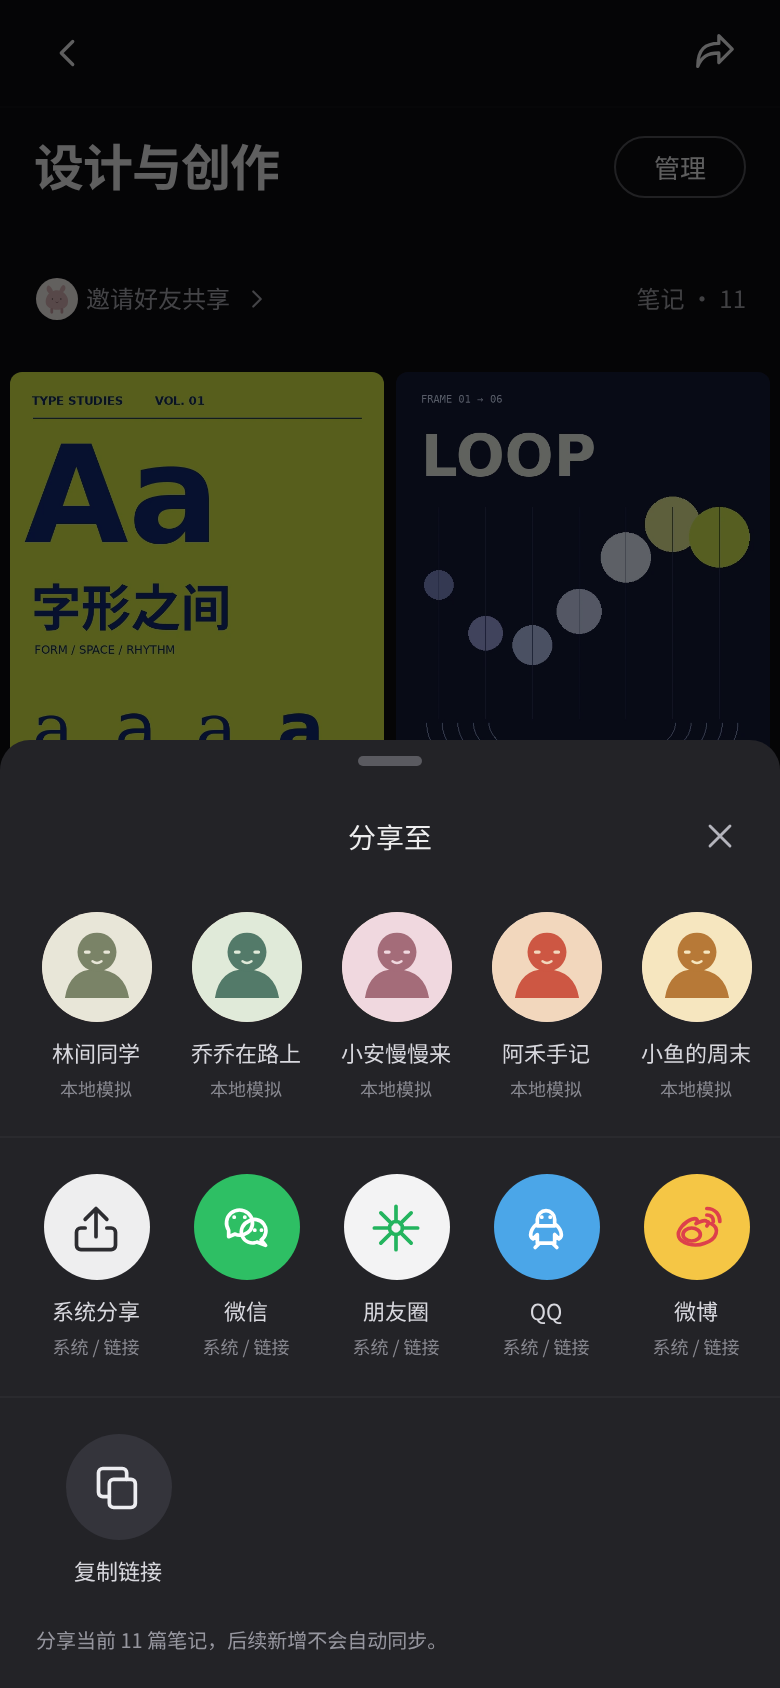 设计与创作
管理
邀请好友共享
笔记 · 11
TYPE STUDIES VOL. 01
Aa
字形之间
FORM / SPACE / RHYTHM
a a a a
FRAME 01 → 06
LOOP
分享至
林间同学 乔乔在路上 小安慢慢来 阿禾手记 小鱼的周末
本地模拟 本地模拟 本地模拟 本地模拟 本地模拟
系统分享 微信 朋友圈 QQ 微博
系统 / 链接 系统 / 链接 系统 / 链接 系统 / 链接 系统 / 链接
复制链接
分享当前 11 篇笔记，后续新增不会自动同步。